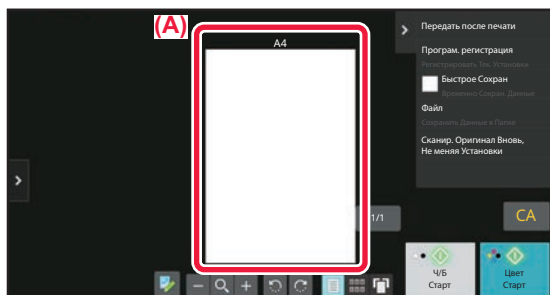 (A)
A4
Передать после печати
Програм. регистрация
Регистрировать Тек. Установки
Быстрое Сохран
Временно Сохран. Данные
Файл
Сохранить Данные в Папке
Сканир. Оригинал Вновь,
Не меняя Установки
1/1
CA
Ч/Б
Старт
Цвет
Старт